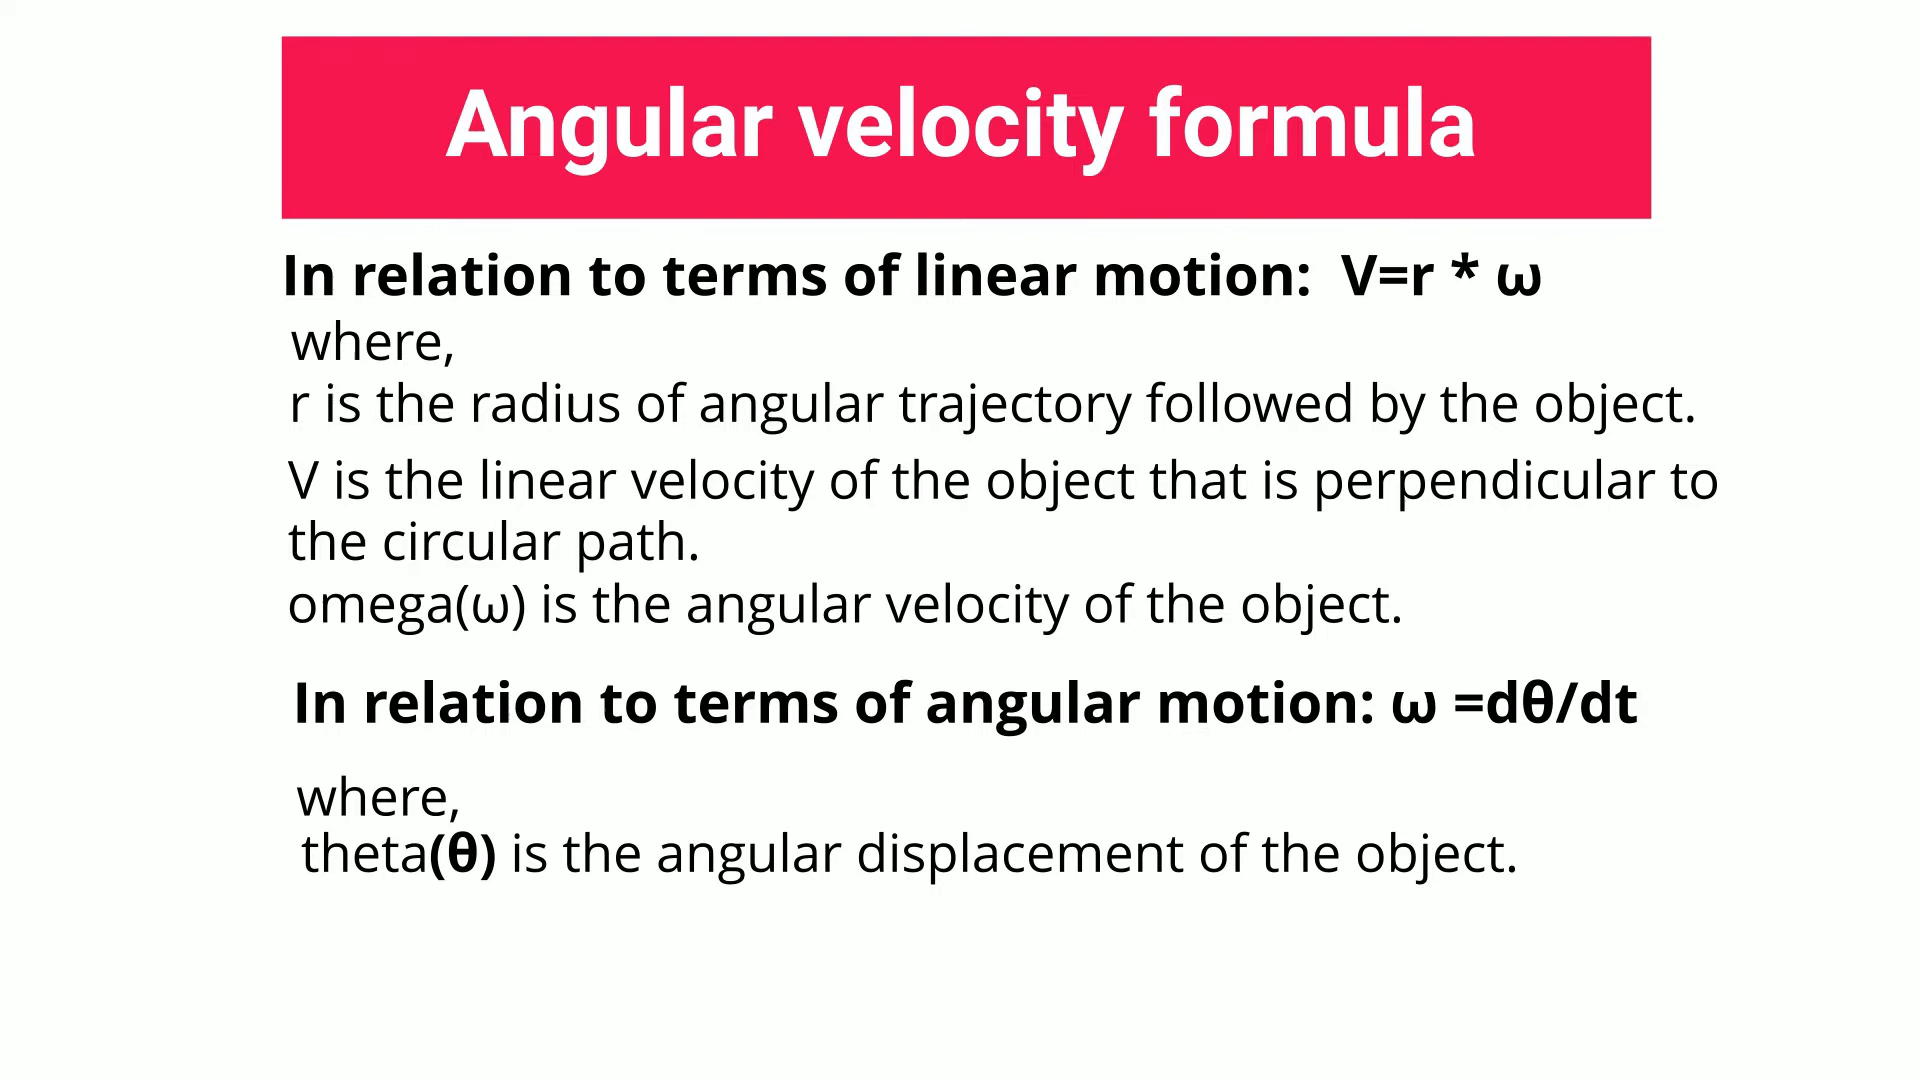 Angular velocity formula
In relation to terms of linear motion:  V=r * ω
where,
r is the radius of angular trajectory followed by the object.
V is the linear velocity of the object that is perpendicular to
the circular path.
omega(ω) is the angular velocity of the object.
In relation to terms of angular motion: ω =dθ/dt
where,
theta(θ) is the angular displacement of the object.